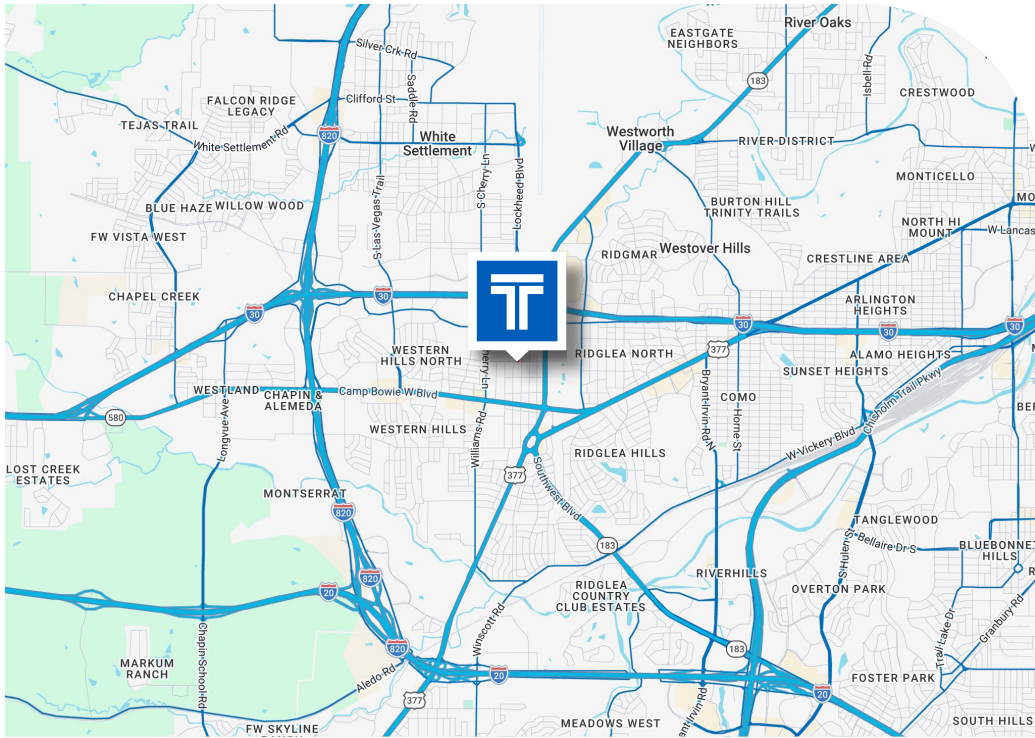 River Oaks
EASTGATE
NEIGHBORS
Silver Crk Rd
Saddle Rd
183
Isbell Rd
CRESTWOOD
FALCON RIDGE
LEGACY
Clifford St
TEJAS TRAIL
820
White Settlement Rd
White
Settlement
Westworth
Village
RIVER DISTRICT
S Cherry Ln
Lockheed Blvd
S Las Vegas Trail
MONTICELLO
BLUE HAZE
WILLOW WOOD
BURTON HILL
TRINITY TRAILS
NORTH HI
MOUNT
W Lancas
FW VISTA WEST
RIDGMAR
Westover Hills
CRESTLINE AREA
CHAPEL CREEK
30
30
T
ARLINGTON
HEIGHTS
30
30
30
377
WESTERN
HILLS NORTH
RIDGLEA NORTH
ALAMO HEIGHTS
SUNSET HEIGHTS
WESTLAND
CHAPIN &
ALEMEDA
Camp Bowie W Blvd
COMO
Bryant Irvin Rd N
Horne St
Chisholm Trail Pkwy
580
Longvue Ave
WESTERN HILLS
Williams Rd
W Vickery Blvd
LOST CREEK
ESTATES
377
Southwest Blvd
RIDGLEA HILLS
MONTSERRAT
820
183
TANGLEWOOD
Bellaire Dr S
S Hulen St
BLUEBONNET
HILLS
820
20
RIDGLEA
COUNTRY
CLUB ESTATES
RIVERHILLS
OVERTON PARK
Winscott Rd
Granbury Rd
Trail Lake Dr
Chapin School Rd
820
183
MARKUM
RANCH
Aledo Rd
20
20
FOSTER PARK
377
MEADOWS WEST
SOUTH HILLS
FW SKYLINE
RANCH